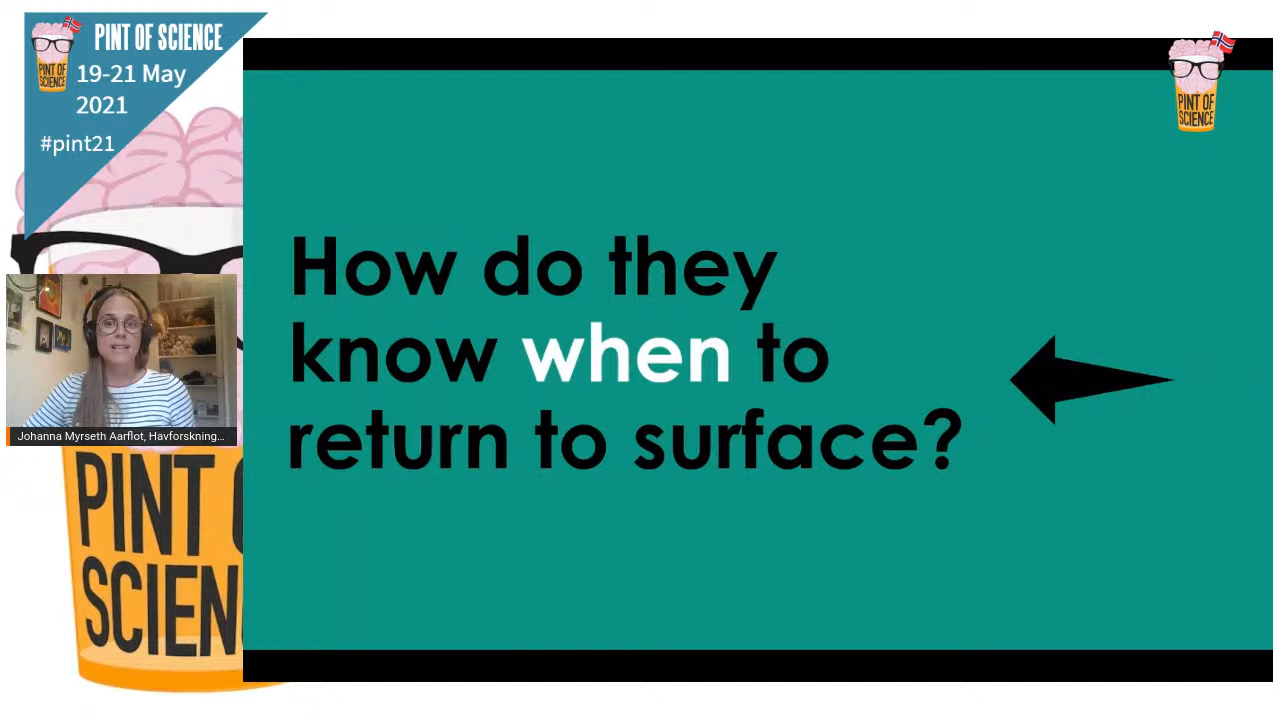 PINT OF SCIENCE
PINT OF
SCIENCE
19-21 May
2021
#pint21
PINT OF
SCIENCE
How do they
know when to
return to surface?
Johanna Myrseth Aarflot, Havforskning...
PINT O
SCIEN